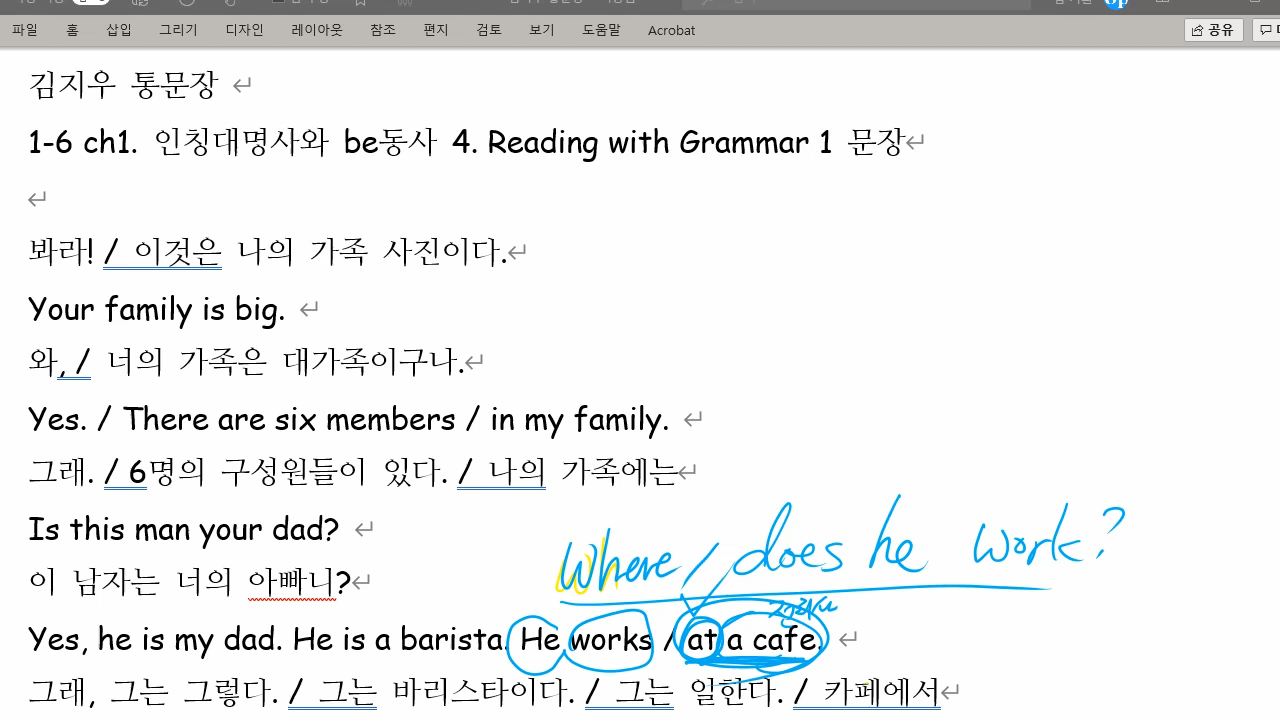 파일 홈 삽입 그리기 디자인 레이아웃 참조 편지 검토 보기 도움말 Acrobat 공유
김지우 통문장
1-6 ch1. 인칭대명사와 be동사 4. Reading with Grammar 1 문장
봐라! / 이것은 나의 가족 사진이다.
Your family is big.
와, / 너의 가족은 대가족이구나.
Yes. / There are six members / in my family.
그래. / 6명의 구성원들이 있다. / 나의 가족에는
Is this man your dad?
Where / does he work?
이 남자는 너의 아빠니?
Yes, he is my dad. He is a barista. He works / at a cafe.
그래, 그는 그렇다. / 그는 바리스타이다. / 그는 일한다. / 카페에서